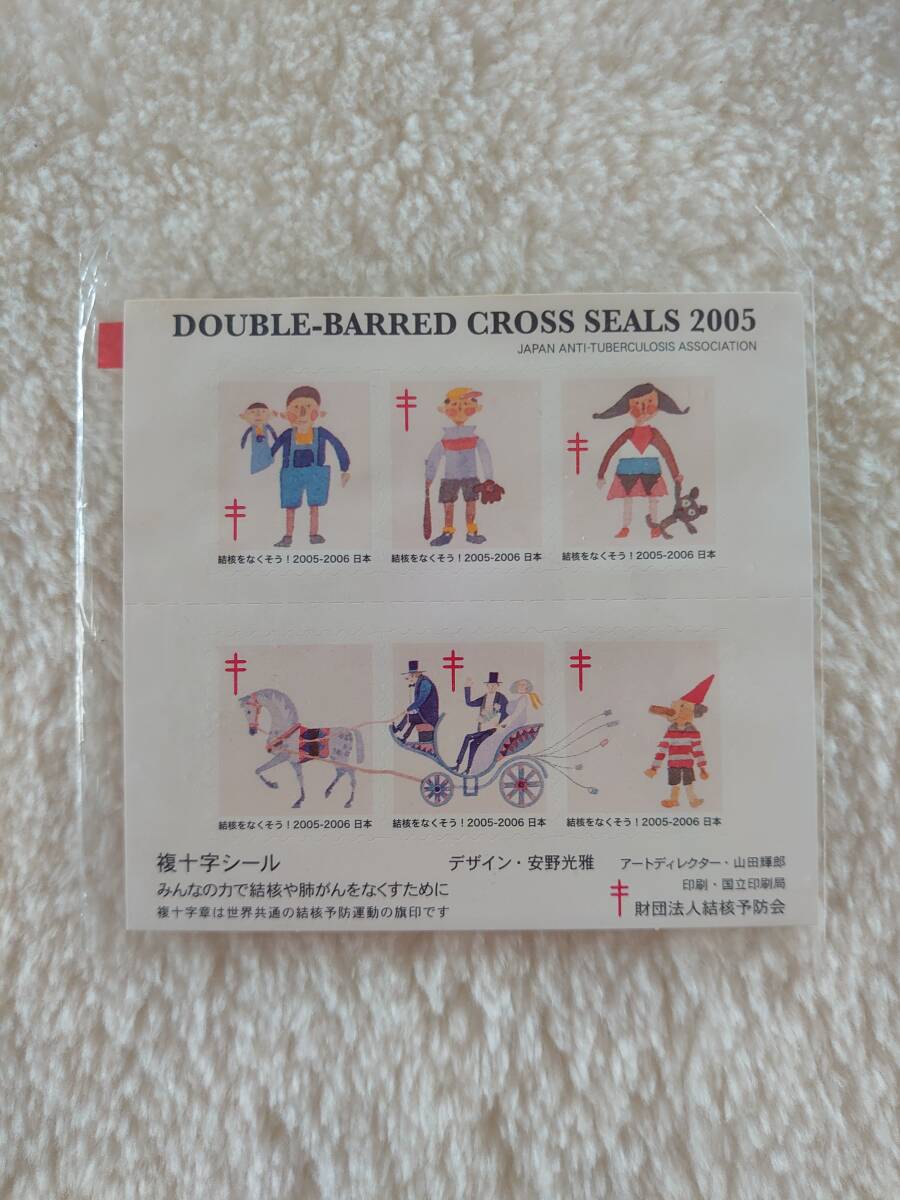 DOUBLE-BARRED CROSS SEALS 2005
JAPAN ANTI-TUBERCULOSIS ASSOCIATION
結核をなくそう！2005-2006 日本
結核をなくそう！2005-2006 日本
結核をなくそう！2005-2006 日本
結核をなくそう！2005-2006 日本
結核をなくそう！2005-2006 日本
結核をなくそう！2005-2006 日本
複十字シール
みんなの力で結核や肺がんをなくすために
複十字章は世界共通の結核予防運動の旗印です
デザイン・安野光雅
アートディレクター・山田輝郎
印刷・国立印刷局
財団法人結核予防会